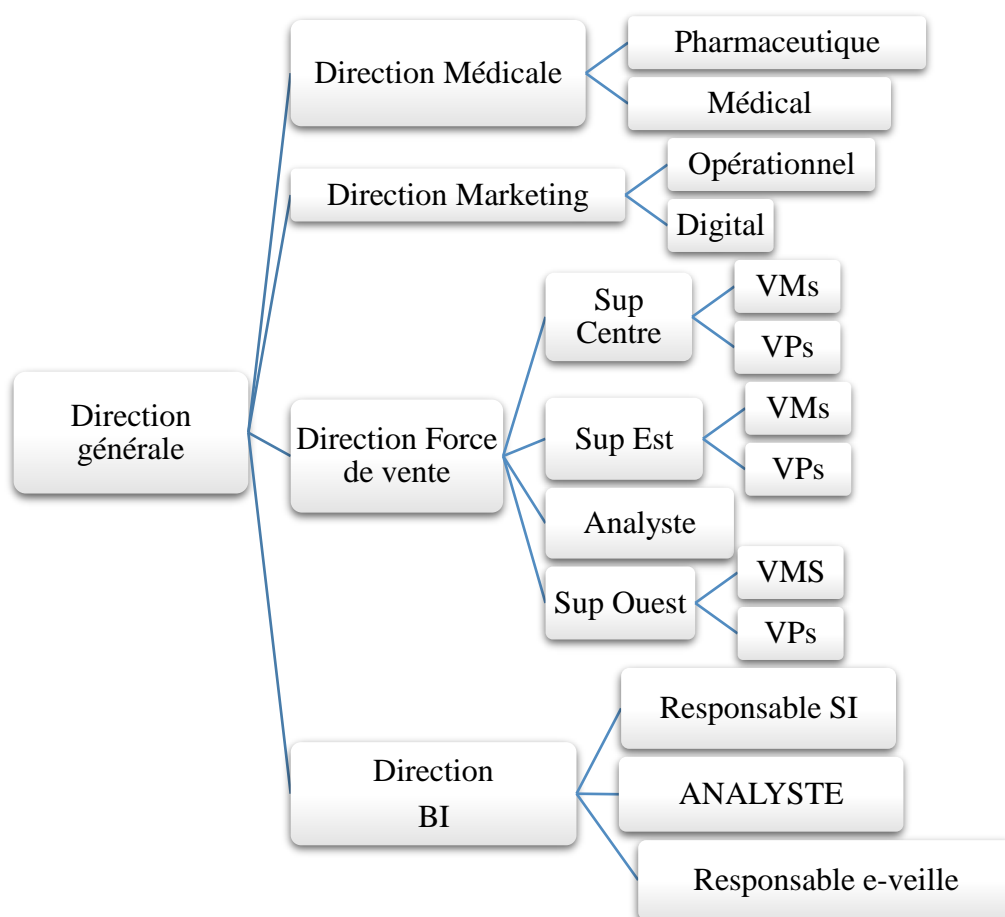 Direction
générale
Direction Médicale
Pharmaceutique
Médical
Direction Marketing
Opérationnel
Digital
Direction Force
de vente
Sup
Centre
VMs
VPs
Sup Est
VMs
VPs
Analyste
Sup Ouest
VMS
VPs
Direction
BI
Responsable SI
ANALYSTE
Responsable e-veille